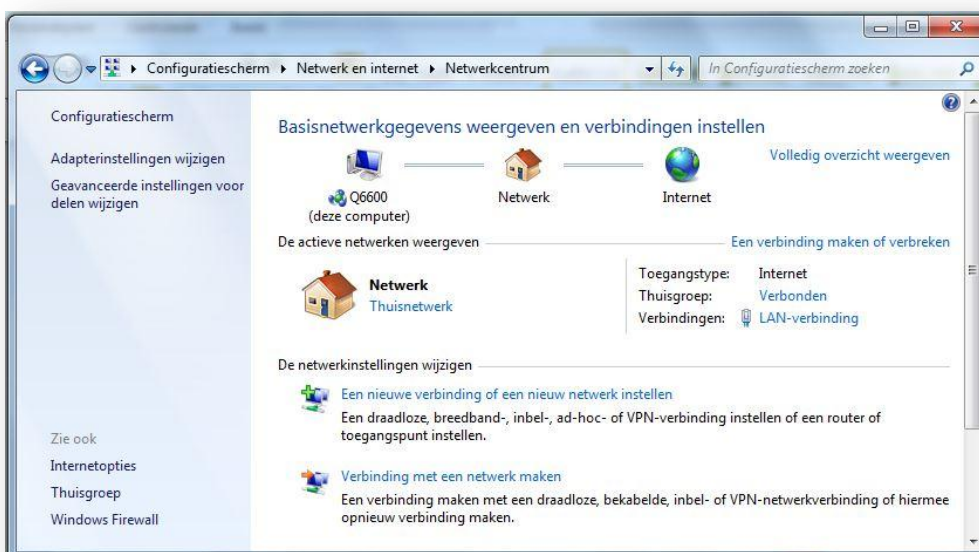 Configuratiescherm ▸ Netwerk en internet ▸ Netwerkcentrum
In Configuratiescherm zoeken
Configuratiescherm
Adapterinstellingen wijzigen
Geavanceerde instellingen voor
delen wijzigen
Zie ook
Internetopties
Thuisgroep
Windows Firewall
Basisnetwerkgegevens weergeven en verbindingen instellen
Volledig overzicht weergeven
Q6600
(deze computer)
Netwerk
Internet
De actieve netwerken weergeven
Een verbinding maken of verbreken
Netwerk
Thuisnetwerk
Toegangstype: Internet
Thuisgroep: Verbonden
Verbindingen: LAN-verbinding
De netwerkinstellingen wijzigen
Een nieuwe verbinding of een nieuw netwerk instellen
Een draadloze, breedband-, inbel-, ad-hoc- of VPN-verbinding instellen of een router of
toegangspunt instellen.
Verbinding met een netwerk maken
Een verbinding maken met een draadloze, bekabelde, inbel- of VPN-netwerkverbinding of hiermee
opnieuw verbinding maken.